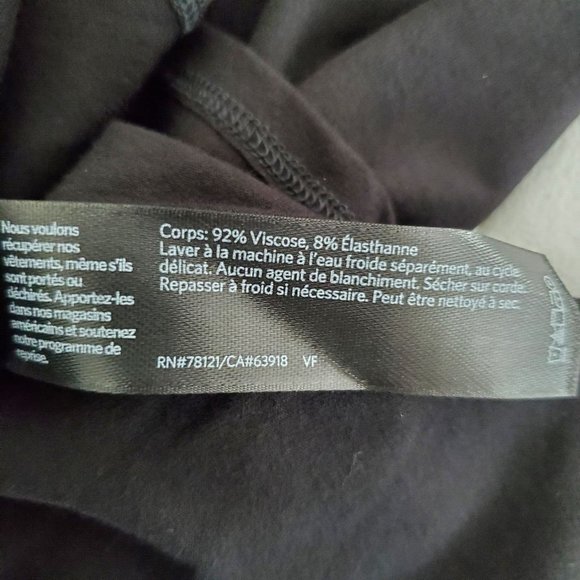 Nous voulons
récupérer nos
vêtements, même s'ils
sont portés ou
déchirés. Apportez-les
dans nos magasins
américains et soutenez
notre programme de
reprise.
Corps: 92% Viscose, 8% Élasthanne
Laver à la machine à l'eau froide séparément, au cycle
délicat. Aucun agent de blanchiment. Sécher sur corde.
Repasser à froid si nécessaire. Peut être nettoyé à sec.
RN#78121/CA#63918 VF